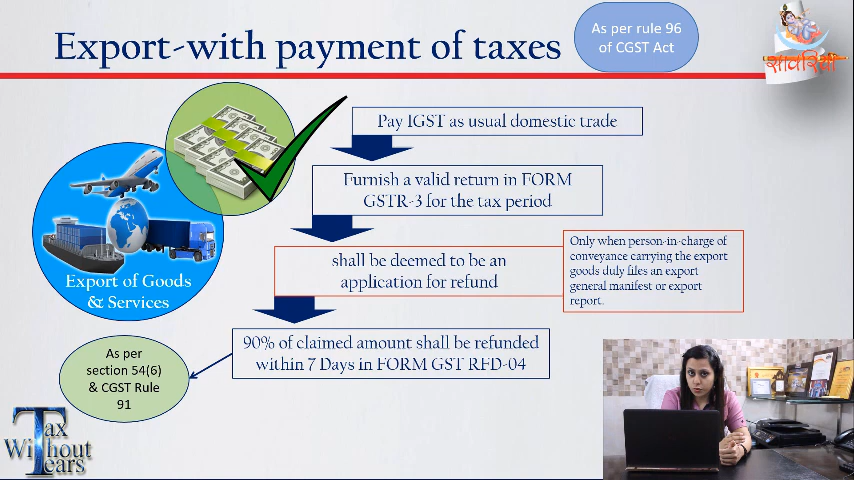 Export-with payment of taxes
As per rule 96
of CGST Act
सावरिया
Pay IGST as usual domestic trade
Furnish a valid return in FORM
GSTR-3 for the tax period
shall be deemed to be an
application for refund
Only when person-in-charge of
conveyance carrying the export
goods duly files an export
general manifest or export
report.
Export of Goods
& Services
90% of claimed amount shall be refunded
within 7 Days in FORM GST RFD-04
As per
section 54(6)
& CGST Rule
91
Tax
Without
Tears